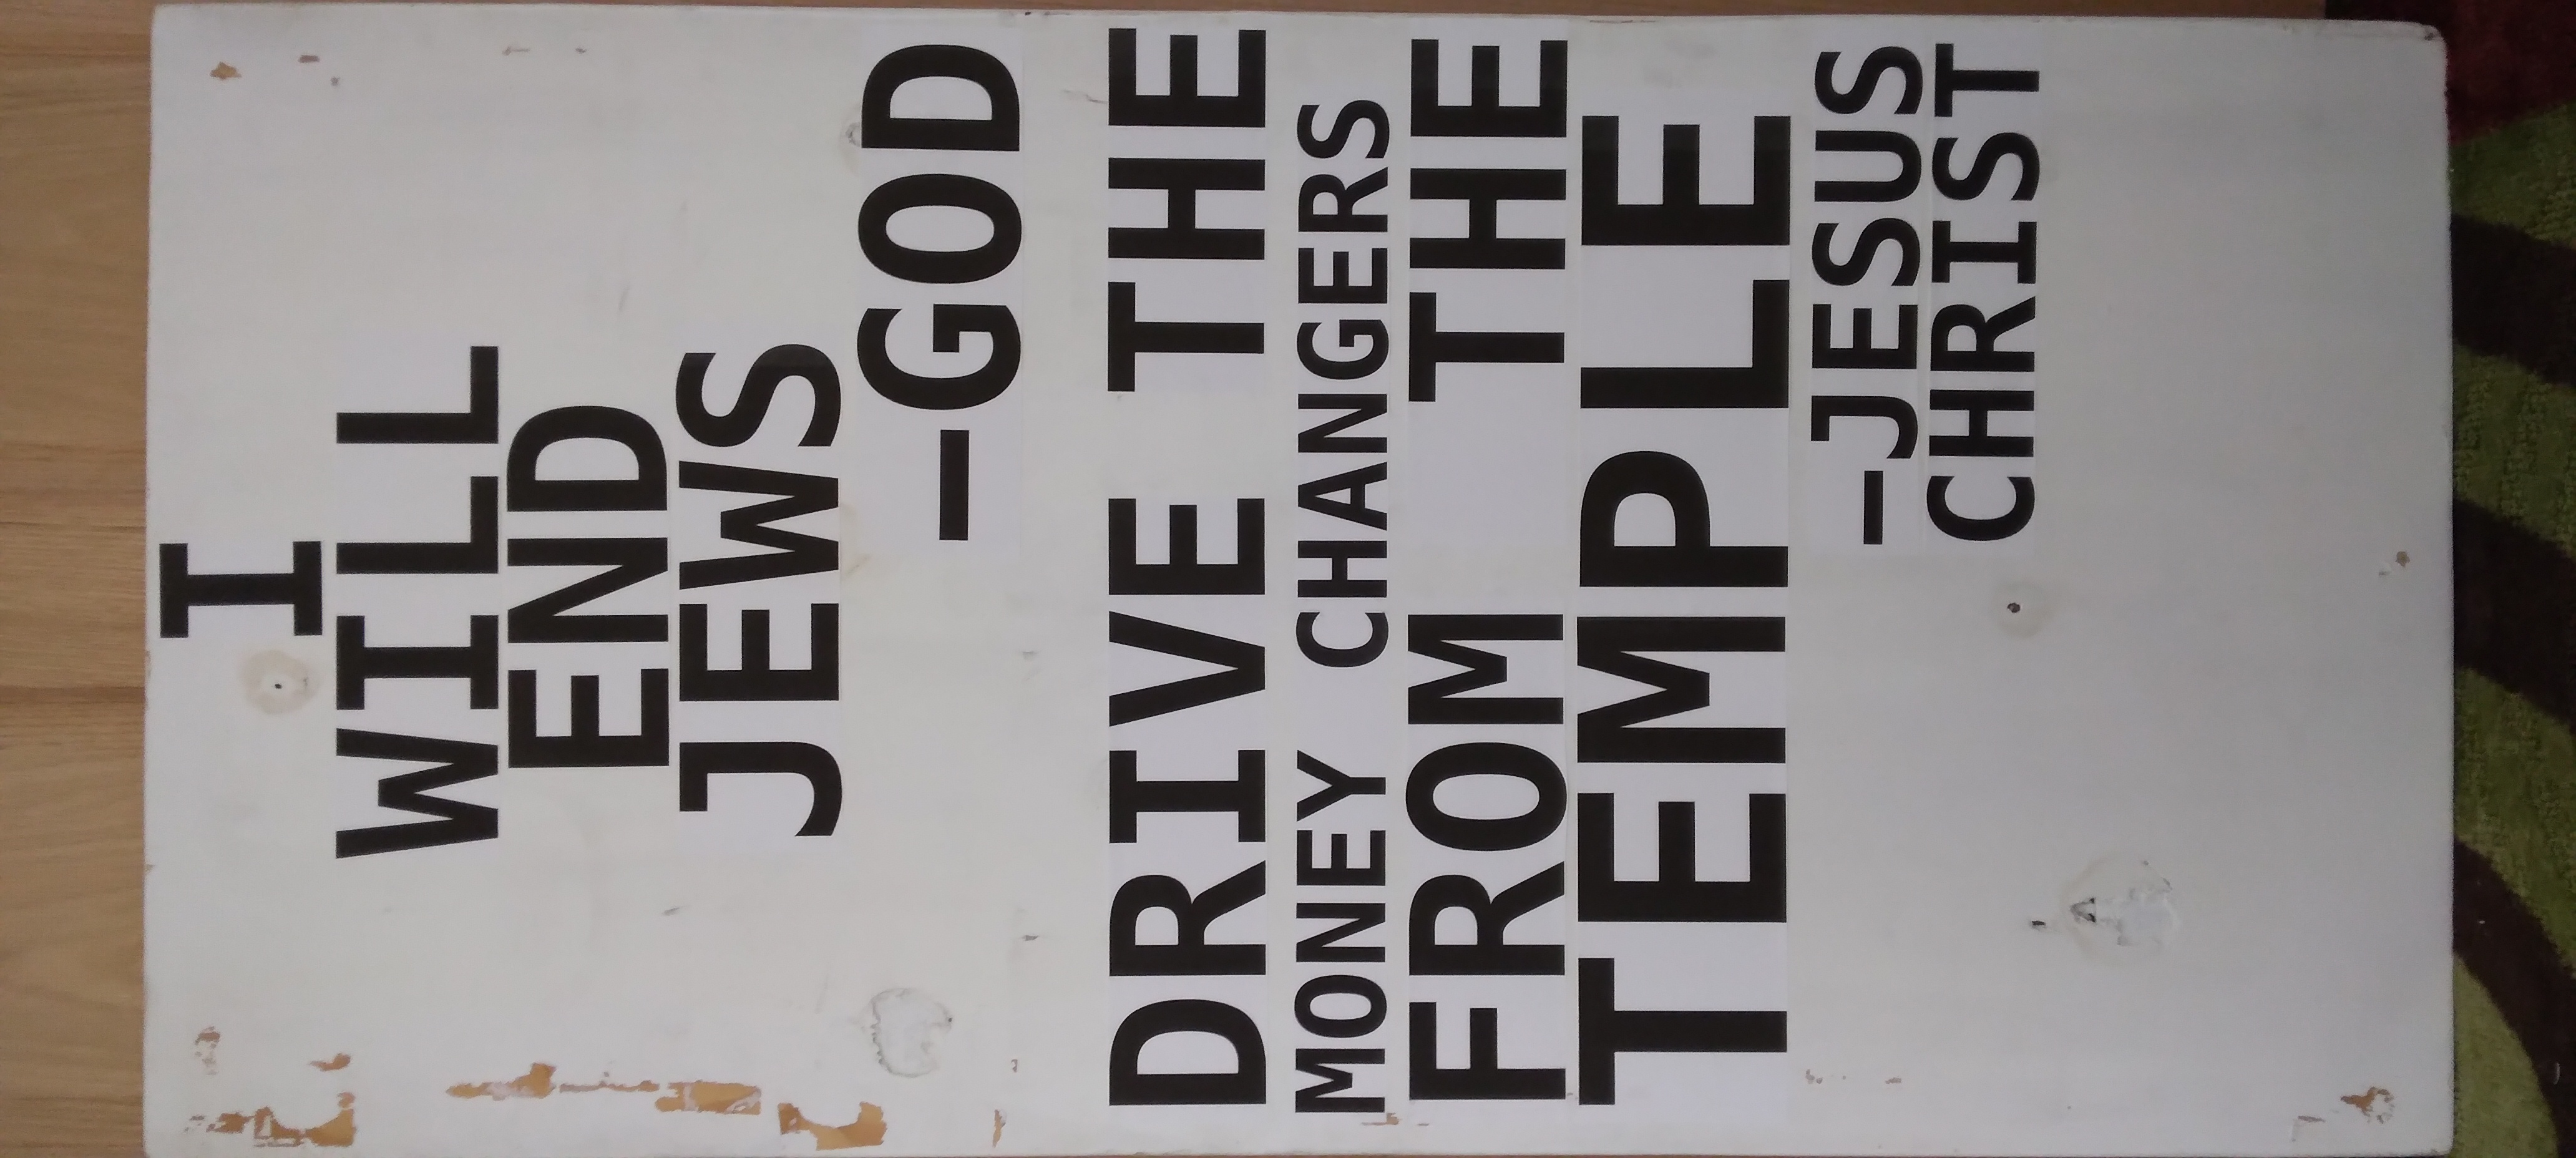 I
WILL
END
JEWS
—GOD
DRIVE THE
MONEY CHANGERS
FROM THE
TEMPLE
—JESUS
CHRIST